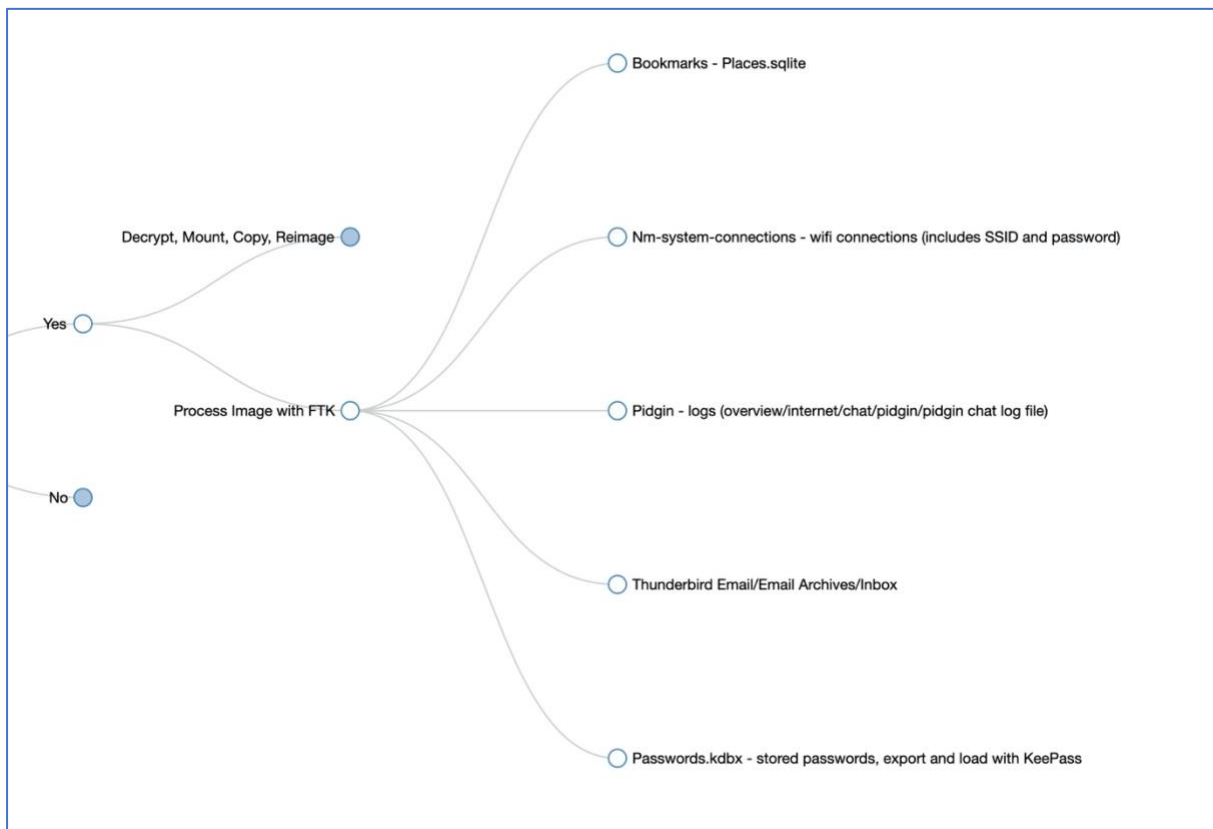 Bookmarks - Places.sqlite
Decrypt, Mount, Copy, Reimage
Nm-system-connections - wifi connections (includes SSID and password)
Yes
Process Image with FTK
Pidgin - logs (overview/internet/chat/pidgin/pidgin chat log file)
No
Thunderbird Email/Email Archives/Inbox
Passwords.kdbx - stored passwords, export and load with KeePass